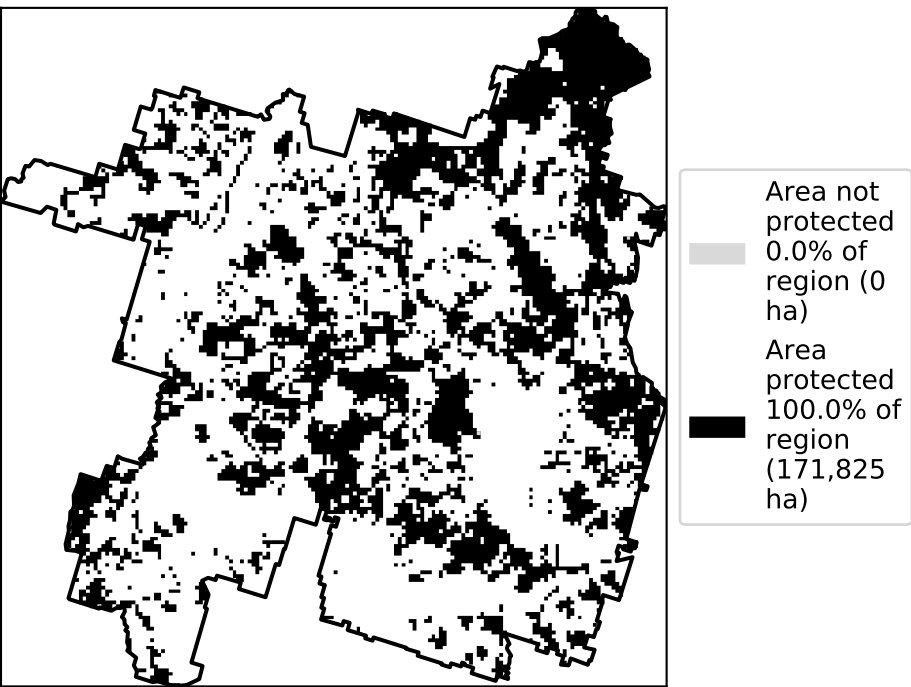 Area not
protected
0.0% of
region (0
ha)
Area
protected
100.0% of
region
(171,825
ha)